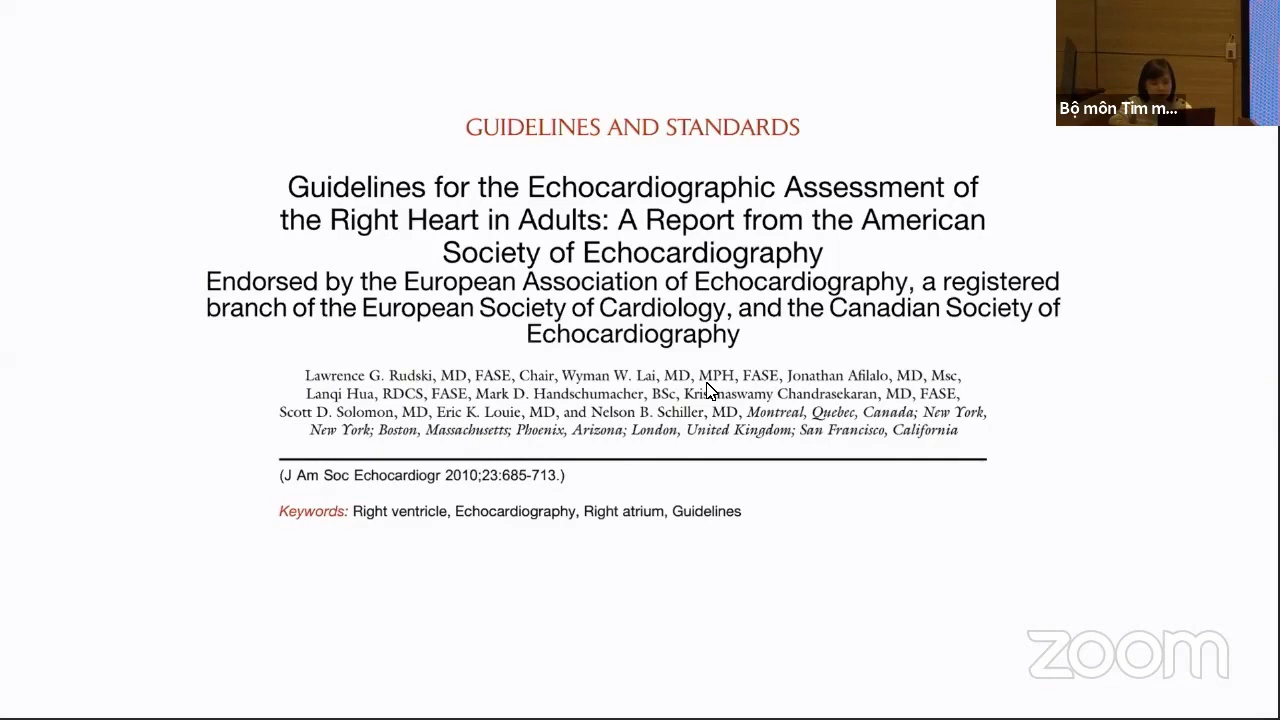 Bộ môn Tim m...
GUIDELINES AND STANDARDS
Guidelines for the Echocardiographic Assessment of
the Right Heart in Adults: A Report from the American
Society of Echocardiography
Endorsed by the European Association of Echocardiography, a registered
branch of the European Society of Cardiology, and the Canadian Society of
Echocardiography
Lawrence G. Rudski, MD, FASE, Chair, Wyman W. Lai, MD, MPH, FASE, Jonathan Afilalo, MD, Msc,
Lanqi Hua, RDCS, FASE, Mark D. Handschumacher, BSc, Krishnaswamy Chandrasekaran, MD, FASE,
Scott D. Solomon, MD, Eric K. Louie, MD, and Nelson B. Schiller, MD, Montreal, Quebec, Canada; New York,
New York; Boston, Massachusetts; Phoenix, Arizona; London, United Kingdom; San Francisco, California
(J Am Soc Echocardiogr 2010;23:685-713.)
Keywords: Right ventricle, Echocardiography, Right atrium, Guidelines
zoom